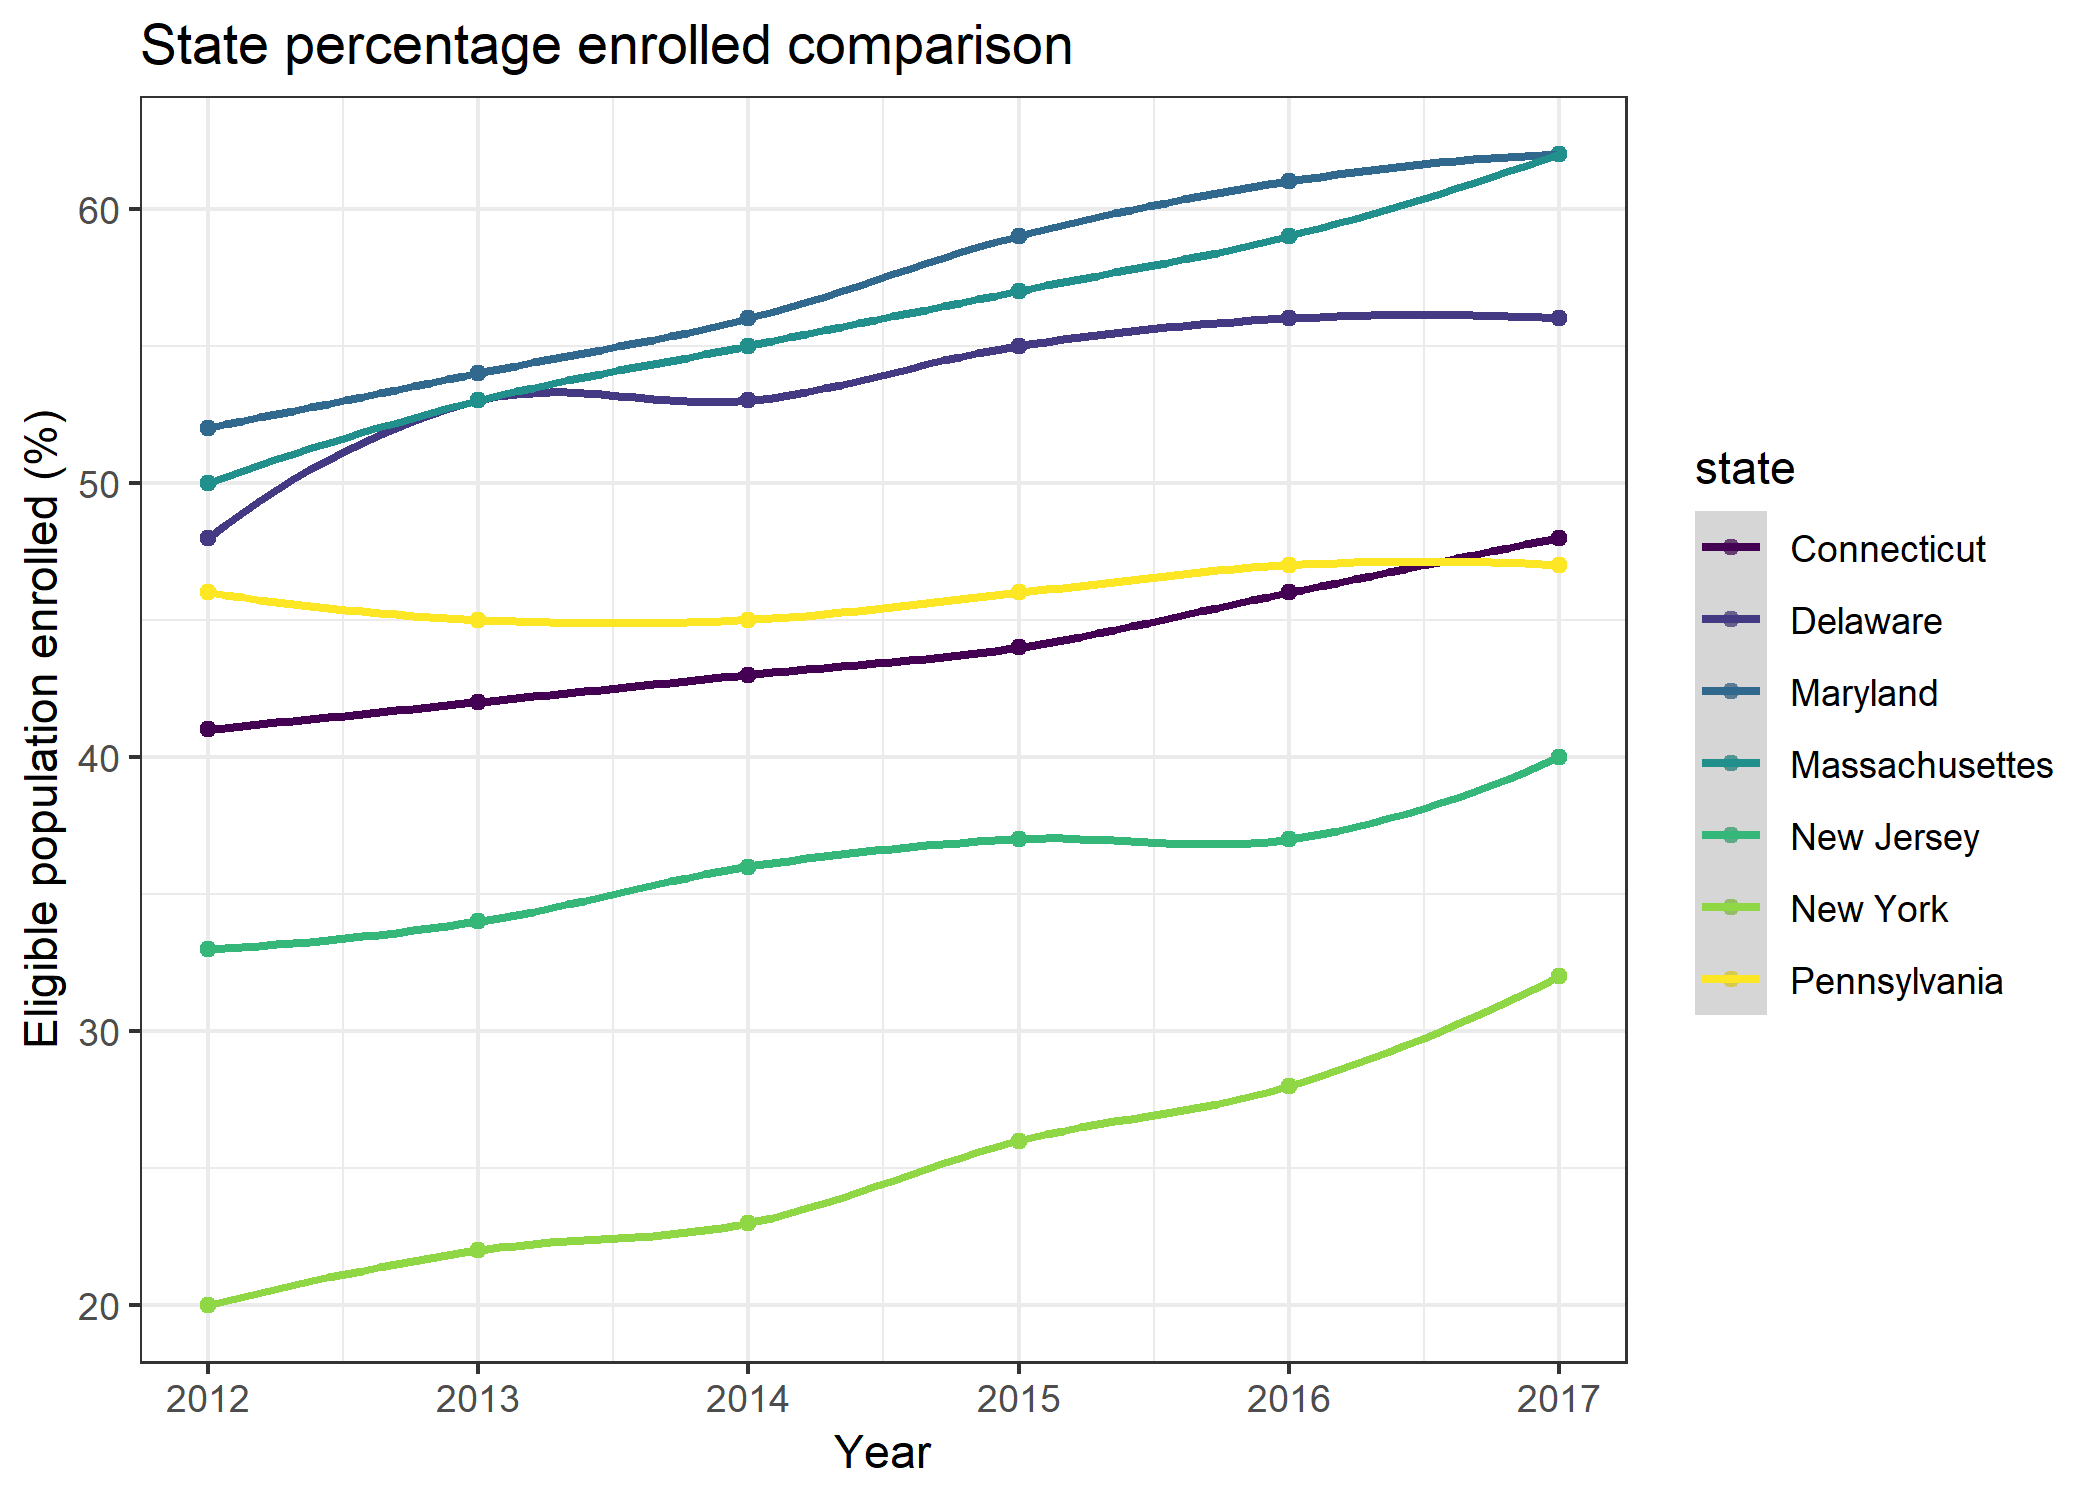 State percentage enrolled comparison
Eligible population enrolled (%)
60
50
40
30
20
2012 2013 2014 2015 2016 2017
Year
state
Connecticut
Delaware
Maryland
Massachusettes
New Jersey
New York
Pennsylvania